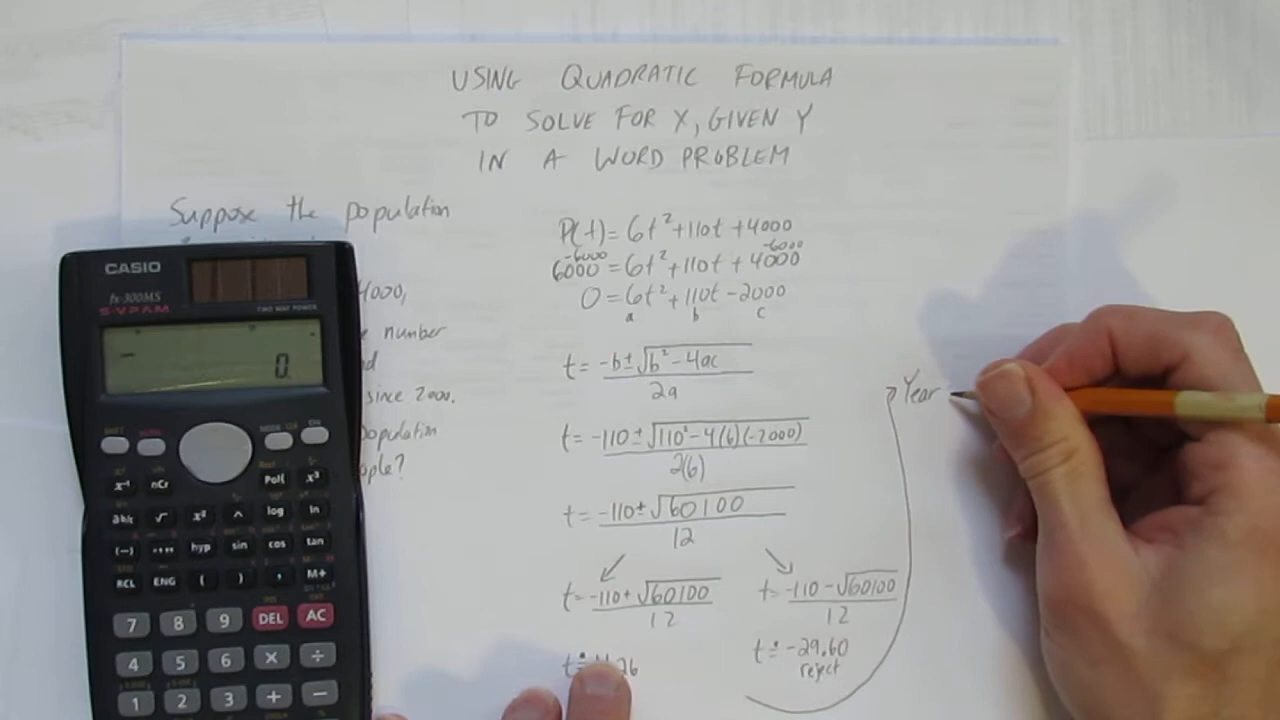 USING QUADRATIC FORMULA
TO SOLVE FOR X, GIVEN Y
IN A WORD PROBLEM
Suppose the population
4000,
number
since 2000.
population
P(t) = 6t² + 110t + 4000
-6000 -6000
6000 = 6t² + 110t + 4000
0 = 6t² + 110t - 2000
a b c
t = -b ± √b² - 4ac
2a
t = -110 ± √110² - 4(6)(-2000)
2(6)
t = -110 ± √60100
12
t = -110 + √60100
12
t = -110 - √60100
12
t ≐ -29.60
reject
Year
CASIO
fx-300MS
S-V.P.A.M.
TWO WAY POWER
0.
SHIFT ALPHA MODE CLR ON
x⁻¹ nCr Pol( x³
ab/c √ x² ^ log ln
(-) °'" hyp sin cos tan
RCL ENG ( ) , M+
7 8 9 DEL AC
4 5 6 × ÷
1 2 3 + −